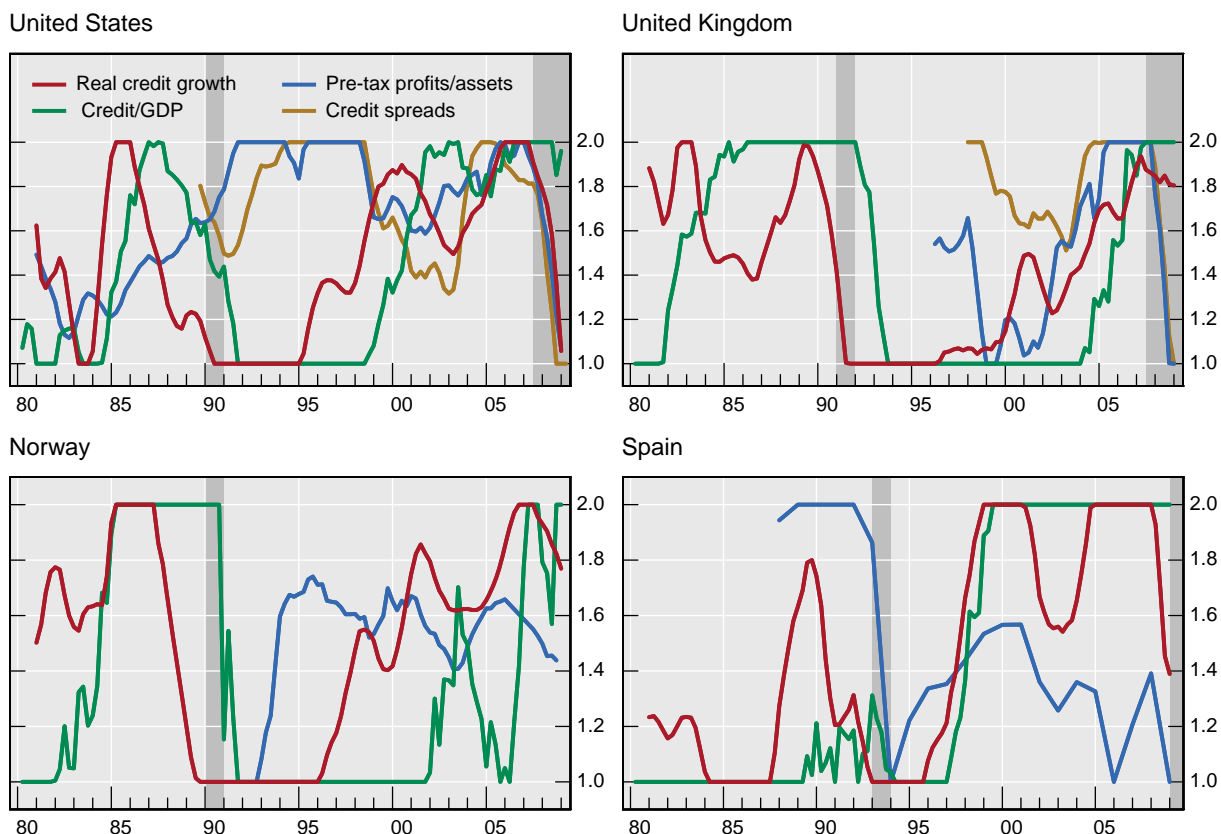 United States
United Kingdom
Real credit growth
Pre-tax profits/assets
Credit/GDP
Credit spreads
2.0
1.8
1.6
1.4
1.2
1.0
80 85 90 95 00 05
2.0
1.8
1.6
1.4
1.2
1.0
80 85 90 95 00 05
Norway
Spain
2.0
1.8
1.6
1.4
1.2
1.0
80 85 90 95 00 05
2.0
1.8
1.6
1.4
1.2
1.0
80 85 90 95 00 05